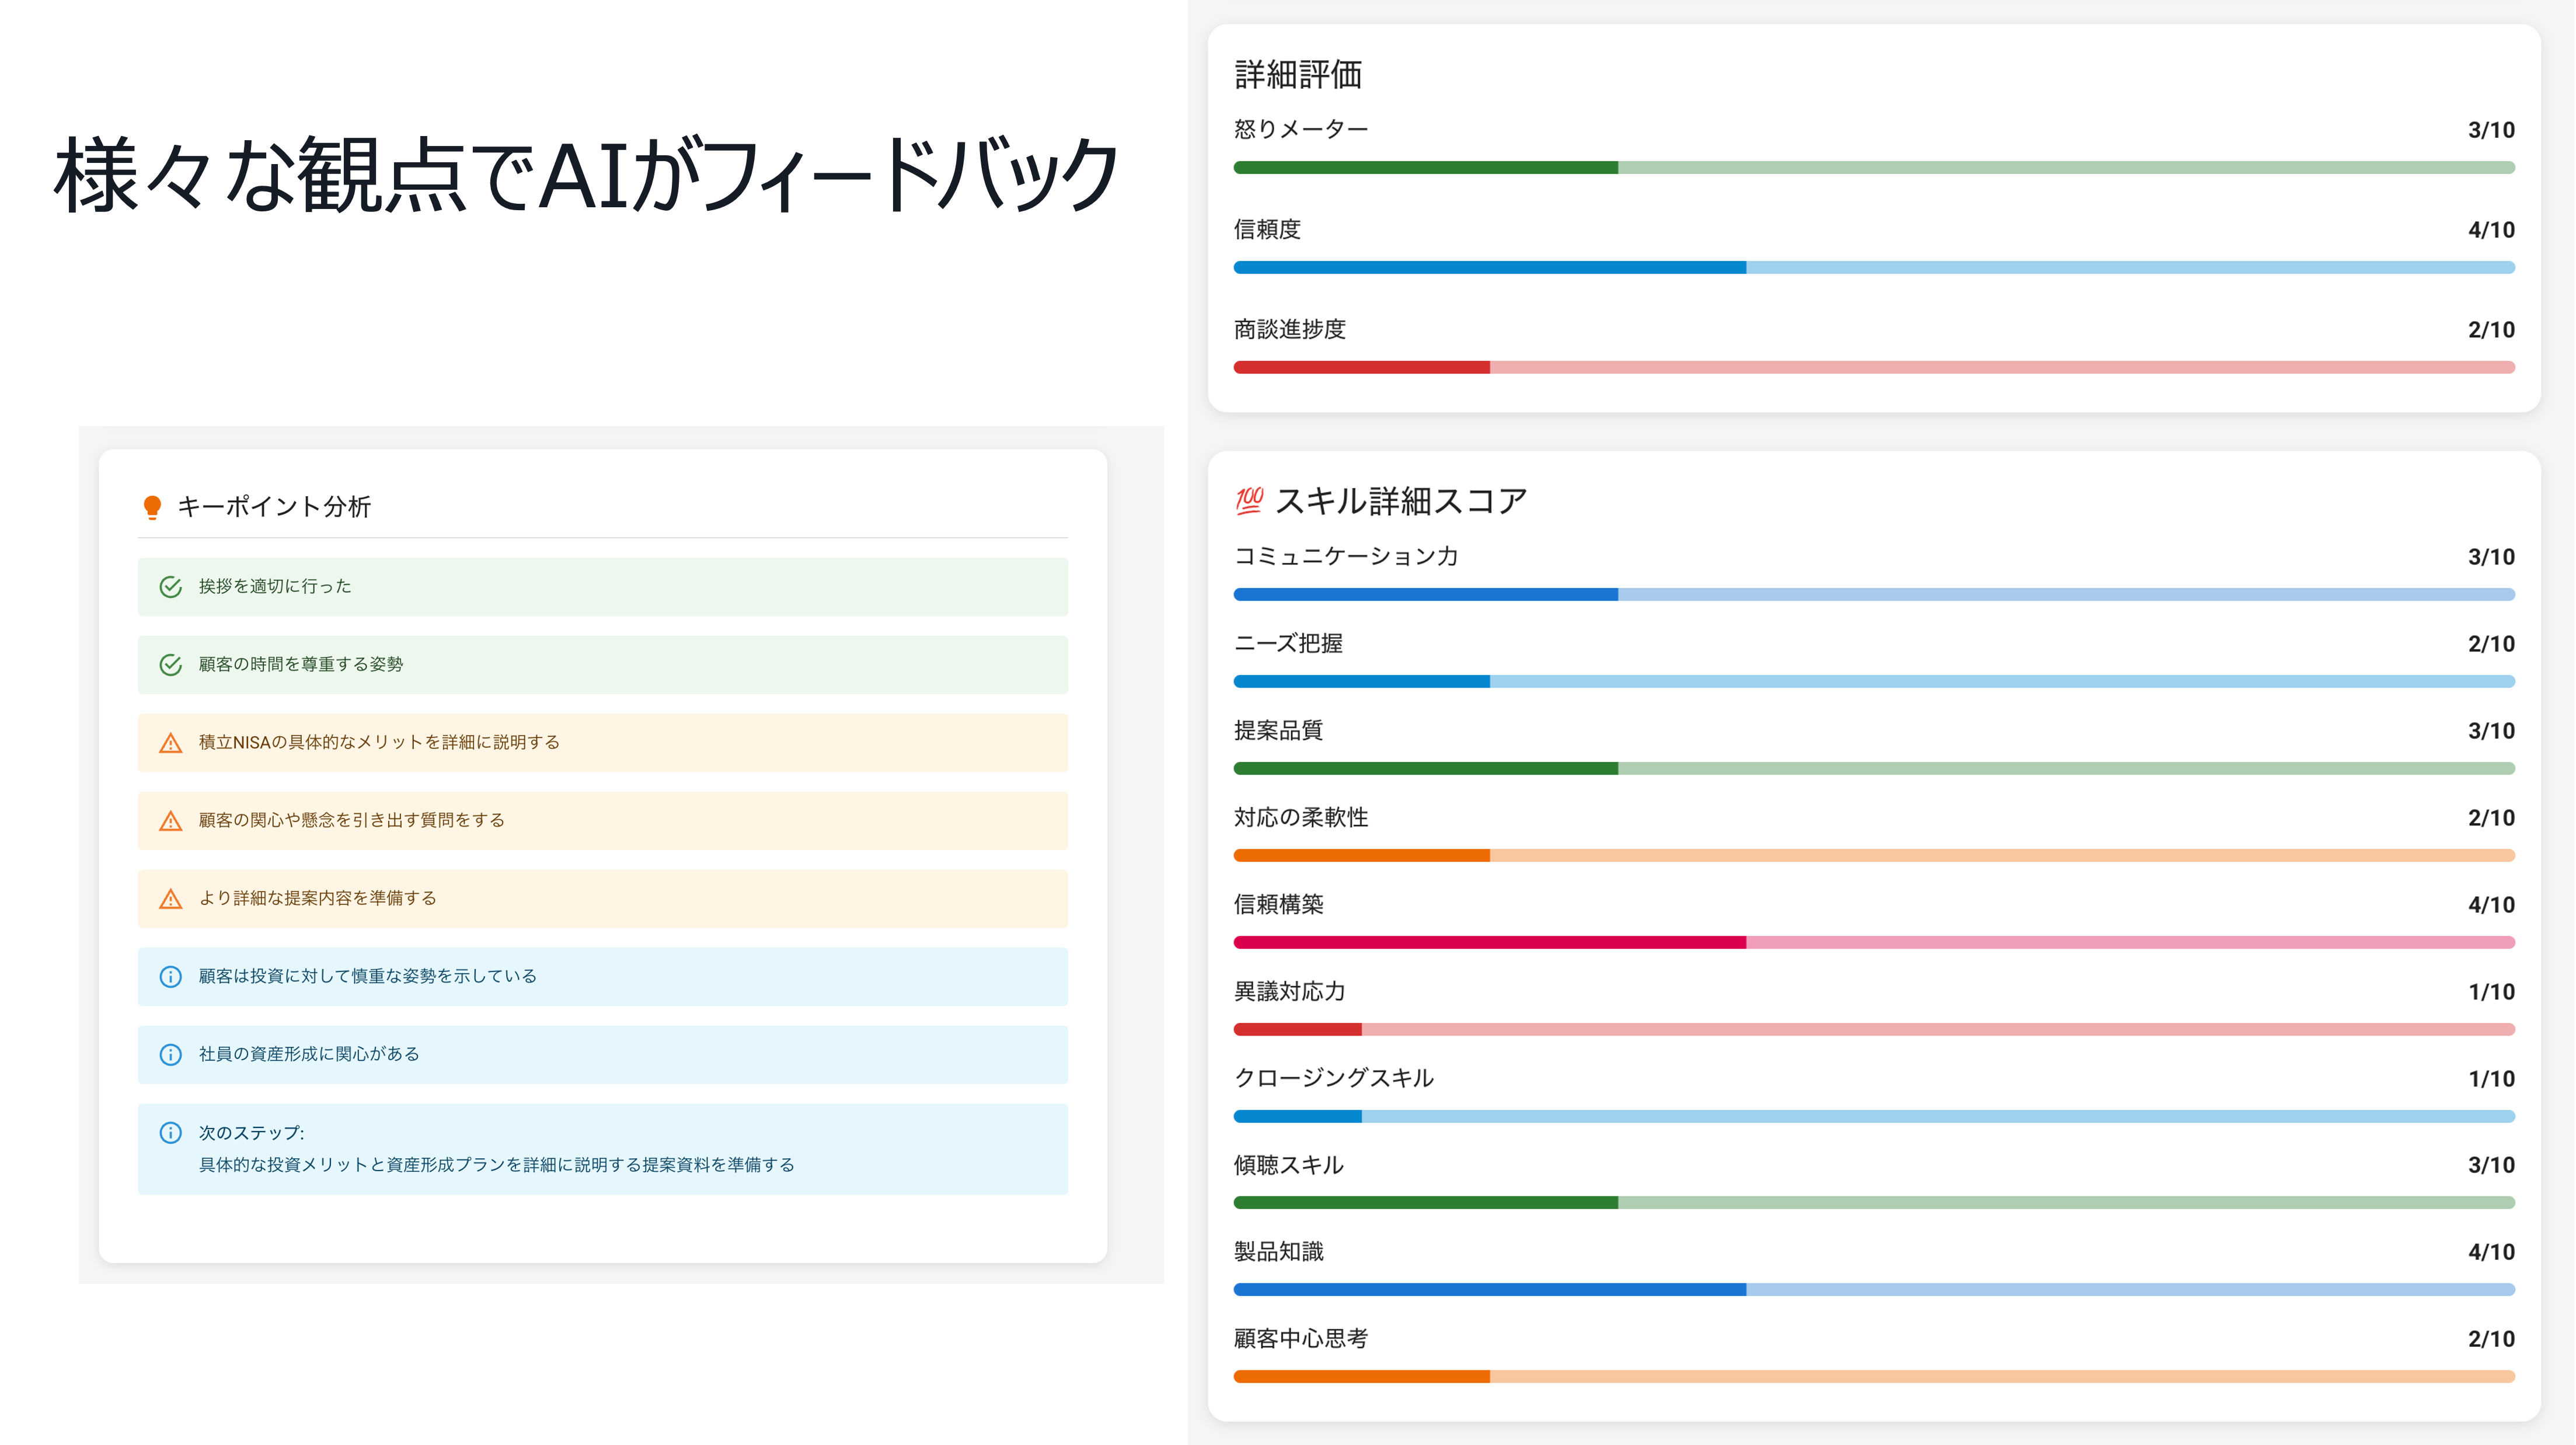 様々な観点でAIがフィードバック
キーポイント分析
挨拶を適切に行った
顧客の時間を尊重する姿勢
積立NISAの具体的なメリットを詳細に説明する
顧客の関心や懸念を引き出す質問をする
より詳細な提案内容を準備する
顧客は投資に対して慎重な姿勢を示している
社員の資産形成に関心がある
次のステップ:
具体的な投資メリットと資産形成プランを詳細に説明する提案資料を準備する
詳細評価
怒りメーター 3/10
信頼度 4/10
商談進捗度 2/10
💯 スキル詳細スコア
コミュニケーション力 3/10
ニーズ把握 2/10
提案品質 3/10
対応の柔軟性 2/10
信頼構築 4/10
異議対応力 1/10
クロージングスキル 1/10
傾聴スキル 3/10
製品知識 4/10
顧客中心思考 2/10